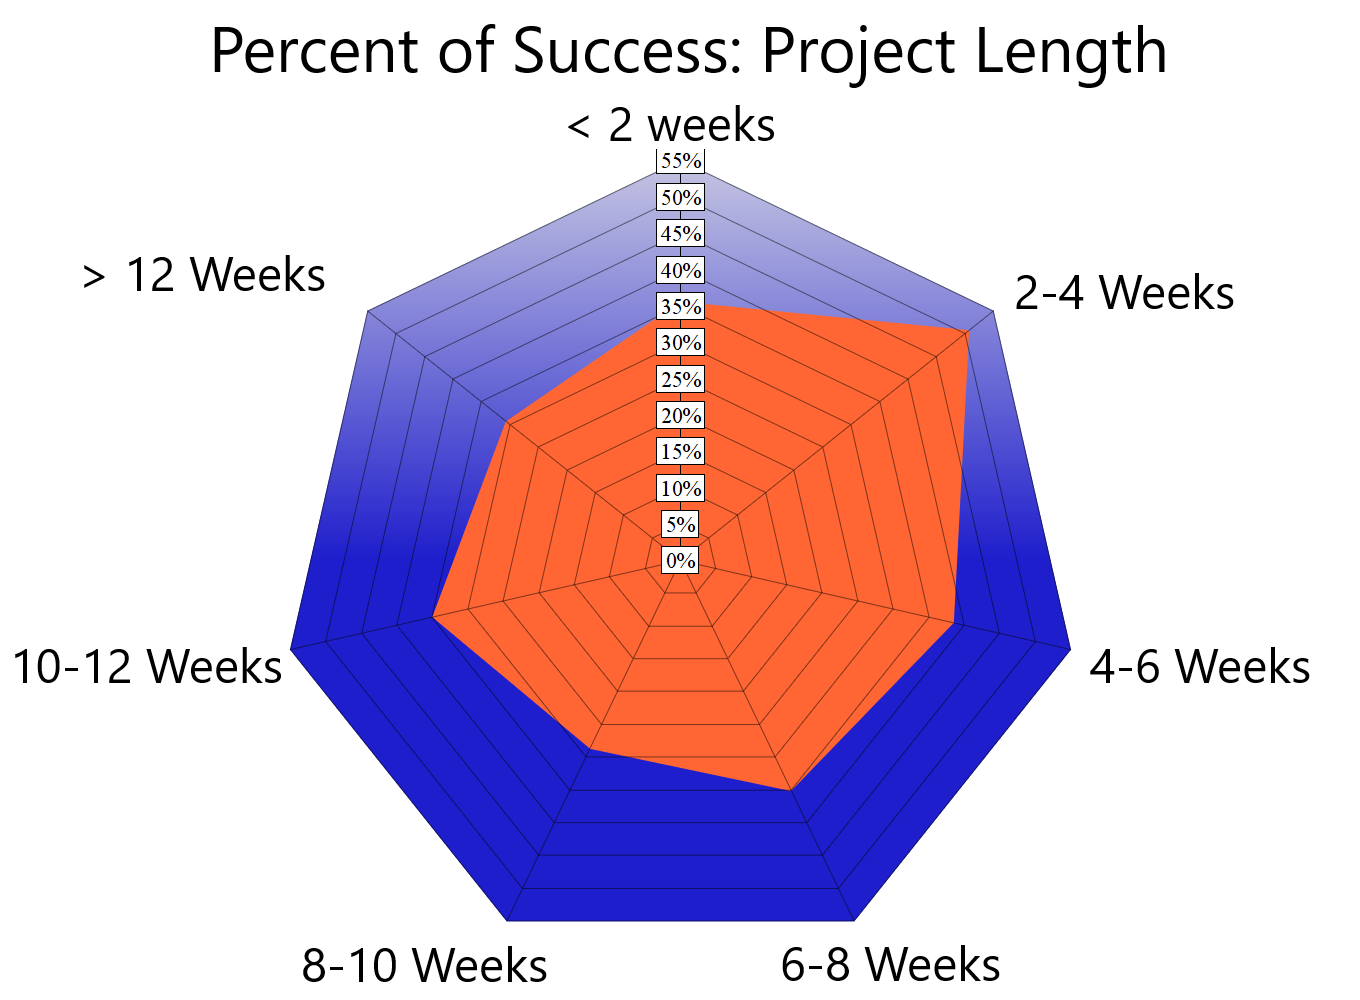 Percent of Success: Project Length
< 2 weeks
55%
50%
45%
40%
35%
30%
25%
20%
15%
10%
5%
0%
> 12 Weeks
2-4 Weeks
10-12 Weeks
4-6 Weeks
8-10 Weeks
6-8 Weeks